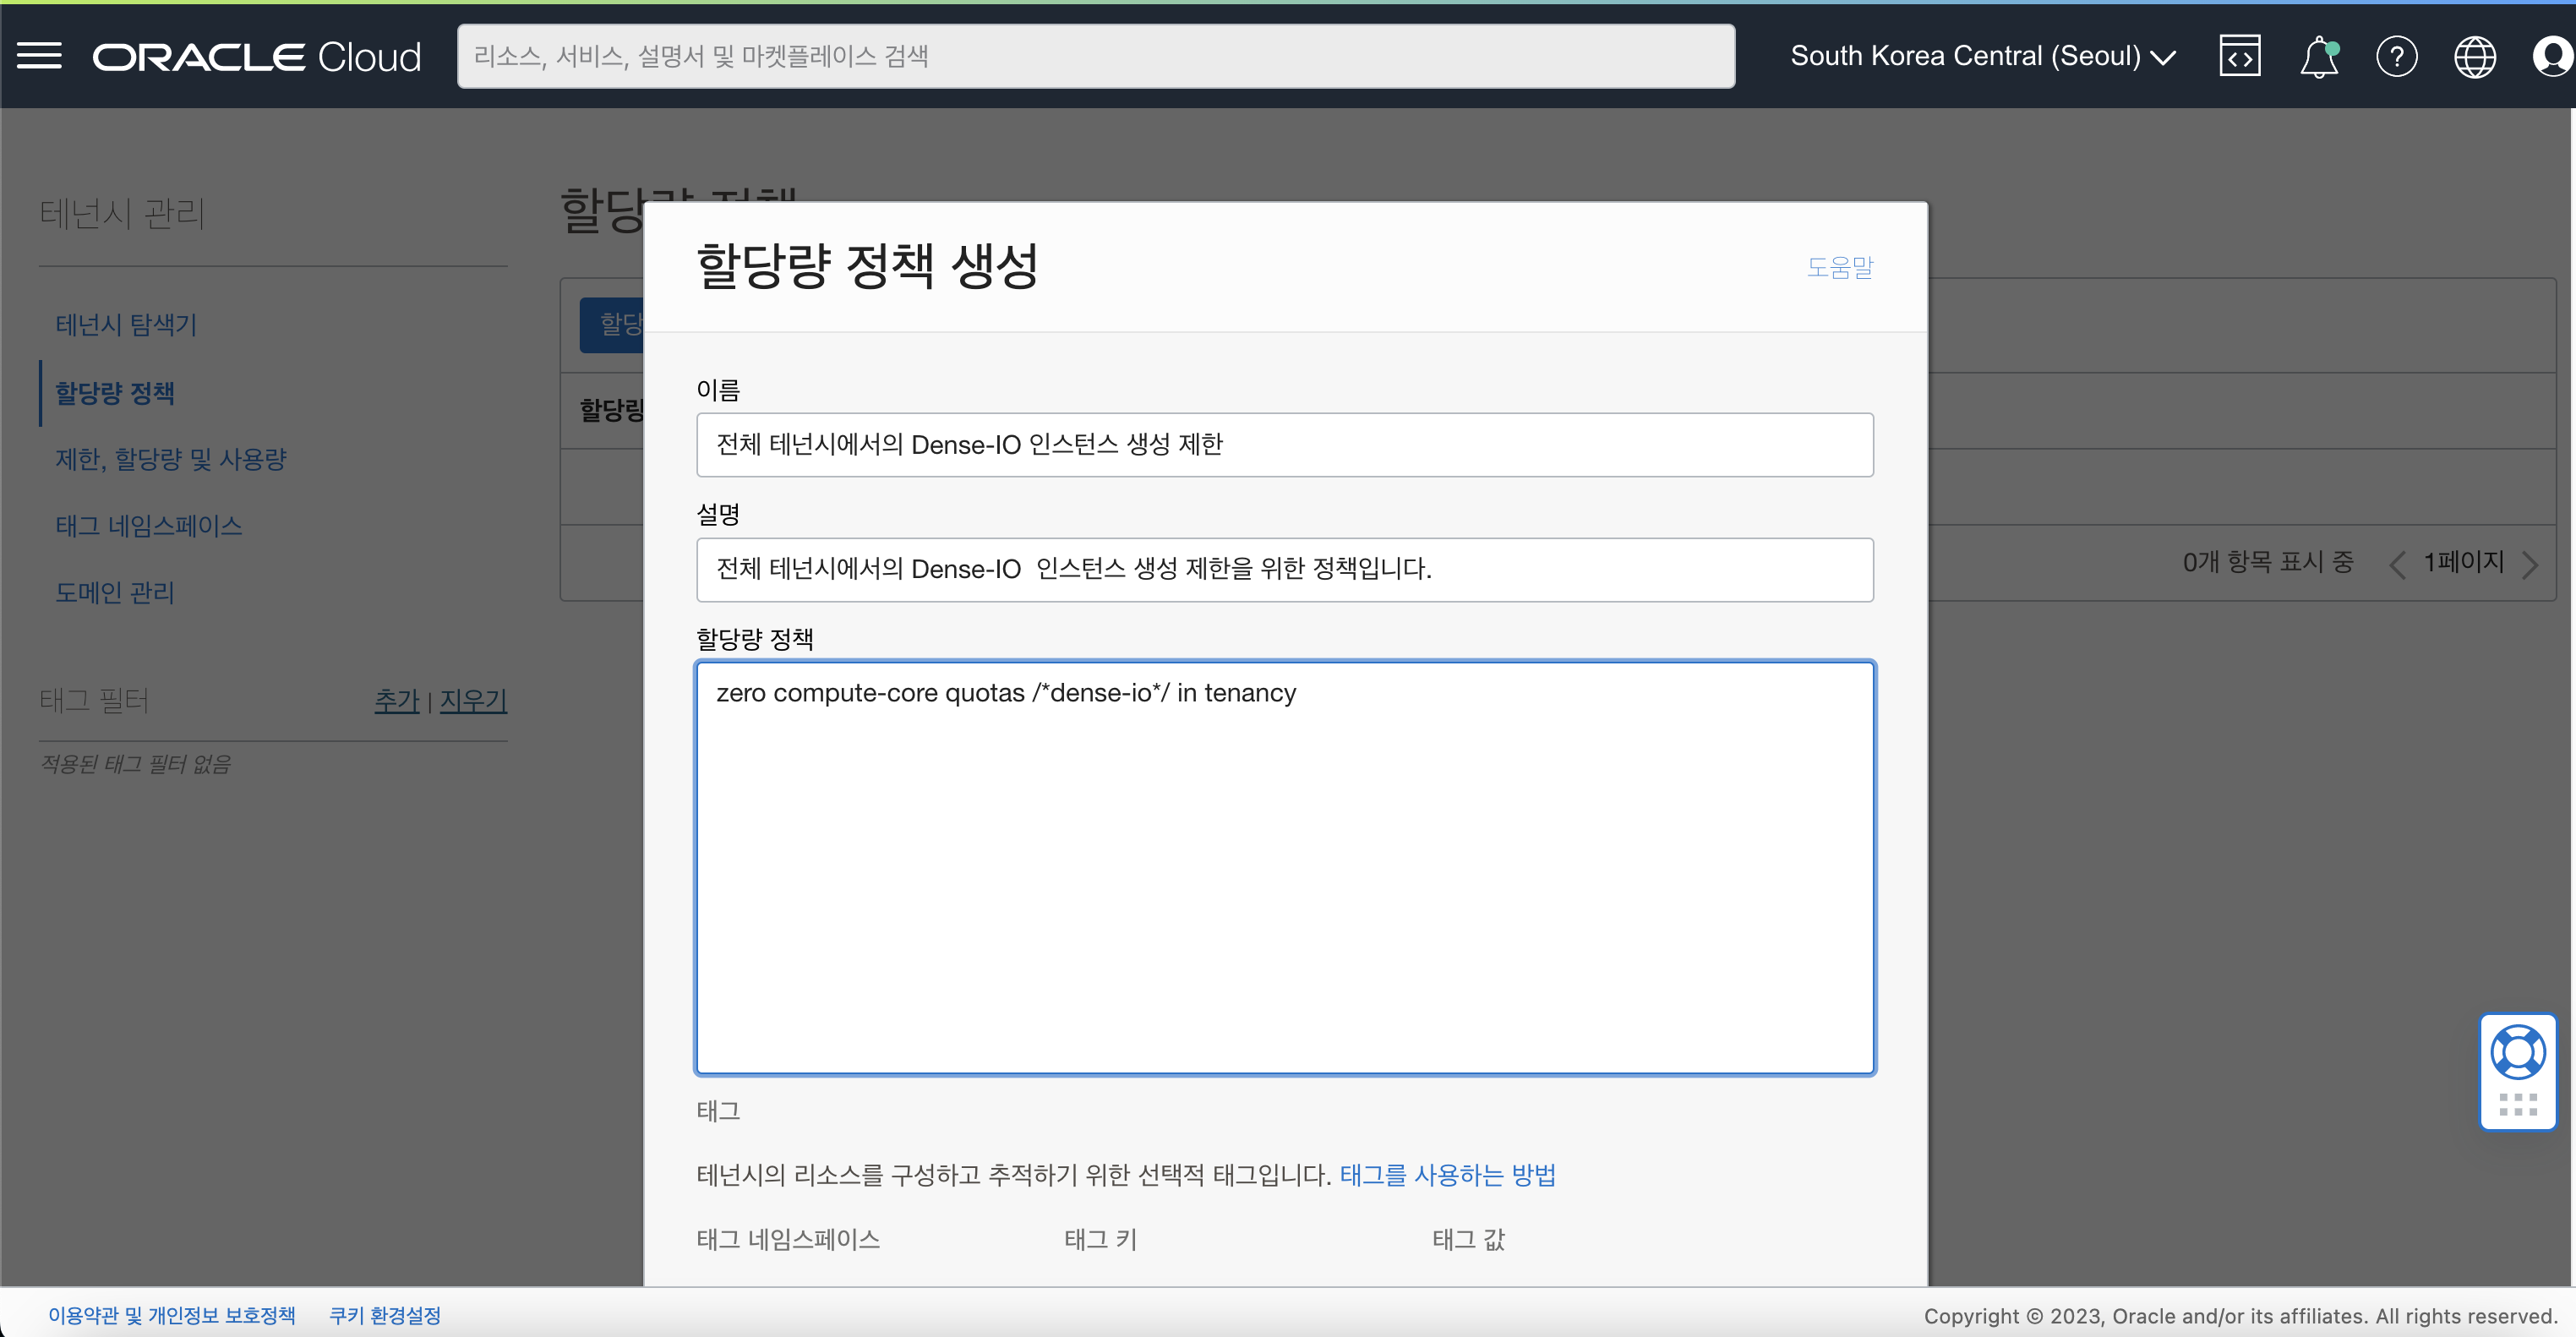 ORACLE Cloud
리소스, 서비스, 설명서 및 마켓플레이스 검색
South Korea Central (Seoul)
테넌시 관리
테넌시 탐색기
할당량 정책
제한, 할당량 및 사용량
태그 네임스페이스
도메인 관리
태그 필터
추가 | 지우기
적용된 태그 필터 없음
할당량 정책
할당
할당량
0개 항목 표시 중
1페이지
할당량 정책 생성
도움말
이름
전체 테넌시에서의 Dense-IO 인스턴스 생성 제한
설명
전체 테넌시에서의 Dense-IO  인스턴스 생성 제한을 위한 정책입니다.
할당량 정책
zero compute-core quotas /*dense-io*/ in tenancy
태그
테넌시의 리소스를 구성하고 추적하기 위한 선택적 태그입니다. 태그를 사용하는 방법
태그 네임스페이스
태그 키
태그 값
이용약관 및 개인정보 보호정책
쿠키 환경설정
Copyright © 2023, Oracle and/or its affiliates. All rights reserved.